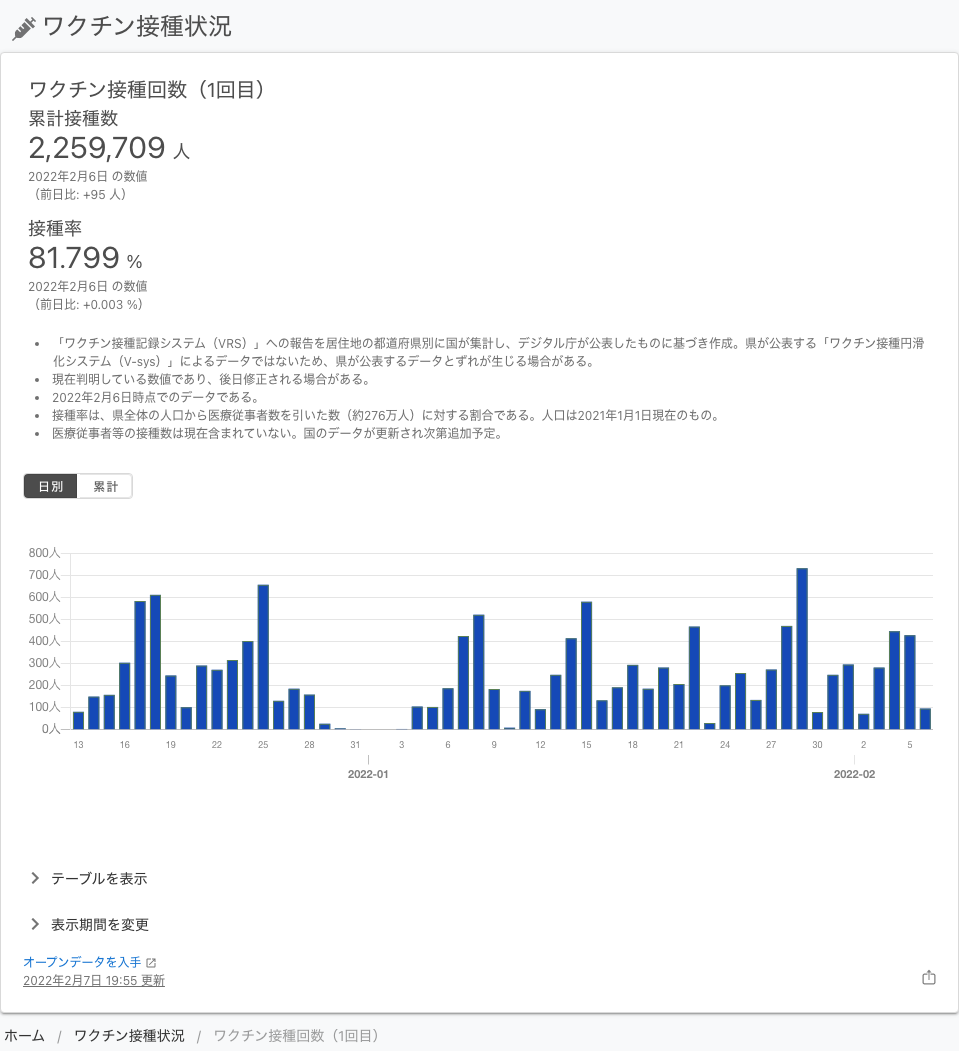 ワクチン接種状況
ワクチン接種回数（1回目）
累計接種数
2,259,709 人
2022年2月6日 の数値
（前日比: +95 人）
接種率
81.799 %
2022年2月6日 の数値
（前日比: +0.003 %）
• 「ワクチン接種記録システム（VRS）」への報告を居住地の都道府県別に国が集計し、デジタル庁が公表したものに基づき作成。県が公表する「ワクチン接種円滑
化システム（V-sys）」によるデータではないため、県が公表するデータとずれが生じる場合がある。
• 現在判明している数値であり、後日修正される場合がある。
• 2022年2月6日時点でのデータである。
• 接種率は、県全体の人口から医療従事者数を引いた数（約276万人）に対する割合である。人口は2021年1月1日現在のもの。
• 医療従事者等の接種数は現在含まれていない。国のデータが更新され次第追加予定。
日別 累計
800人
700人
600人
500人
400人
300人
200人
100人
0人
13 16 19 22 25 28 31 3 6 9 12 15 18 21 24 27 30 2 5
2022-01 2022-02
テーブルを表示
表示期間を変更
オープンデータを入手
2022年2月7日 19:55 更新
ホーム / ワクチン接種状況 / ワクチン接種回数（1回目）